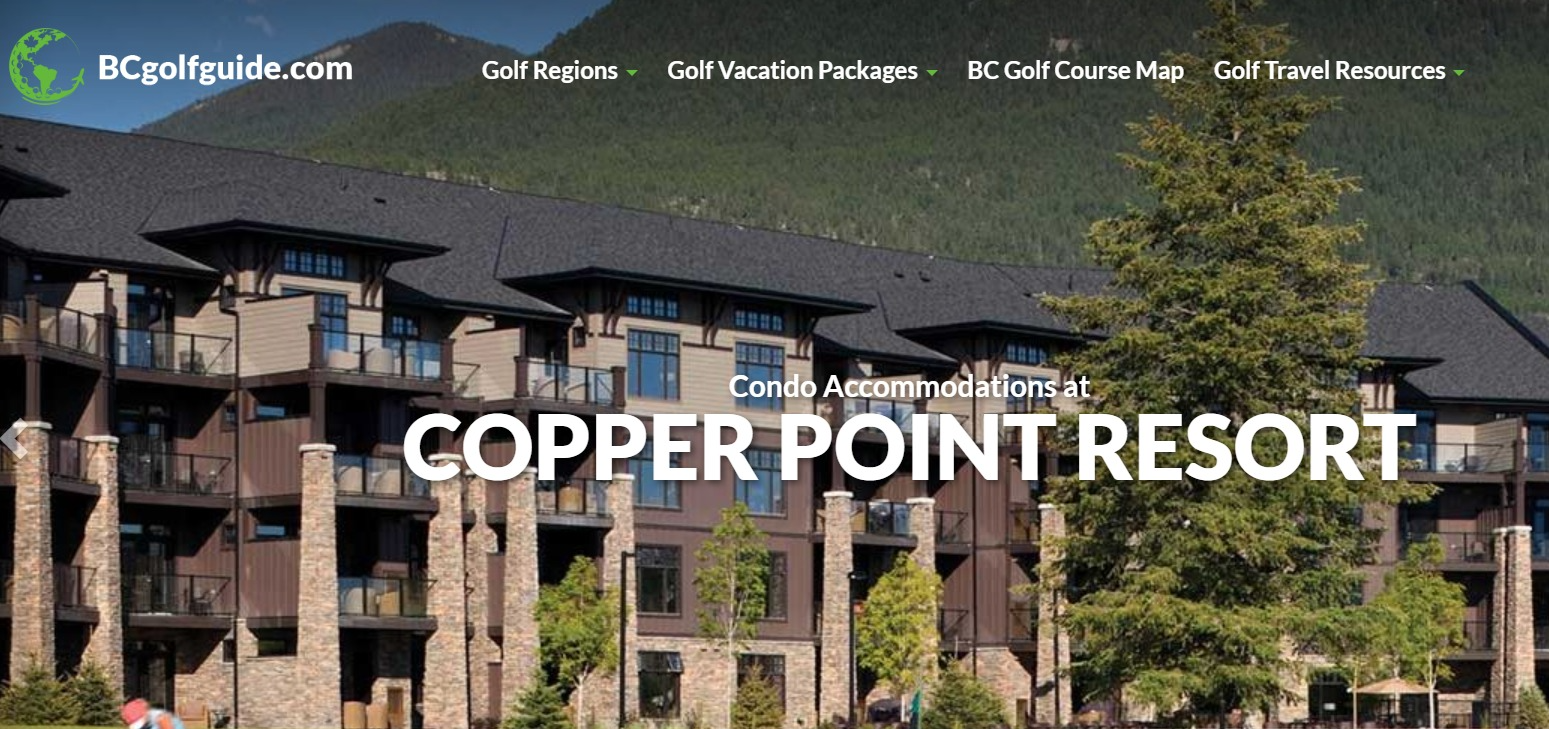 BCgolfguide.com
Golf Regions
Golf Vacation Packages
BC Golf Course Map
Golf Travel Resources
Condo Accommodations at
COPPER POINT RESORT